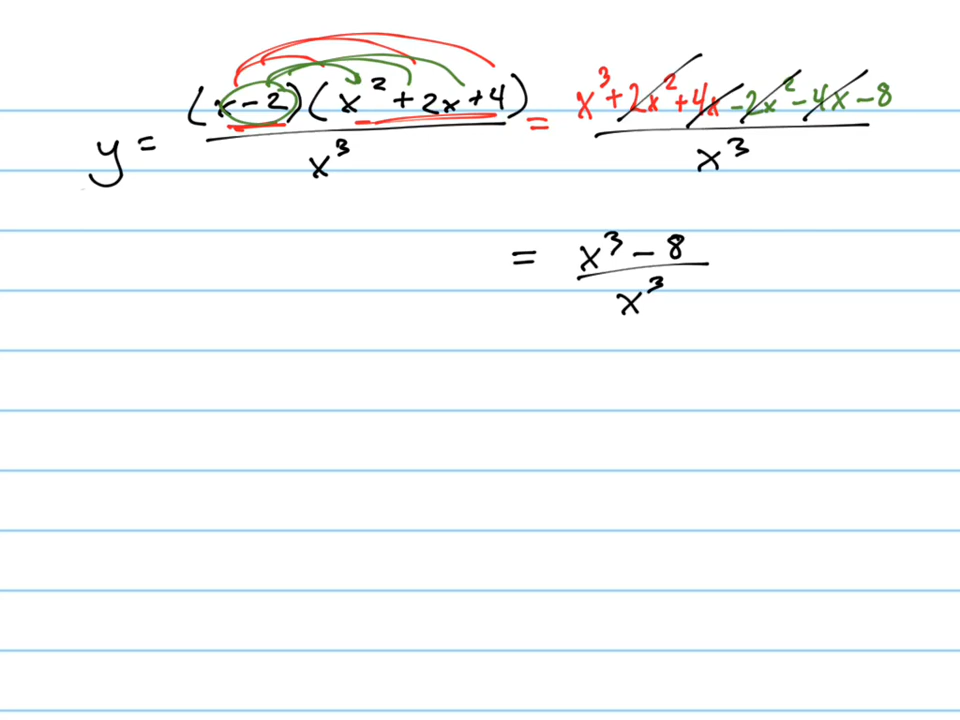 y = (x-2)(x²+2x+4)/x³ = x³+2x²+4x-2x²-4x-8/x³
= x³-8/x³